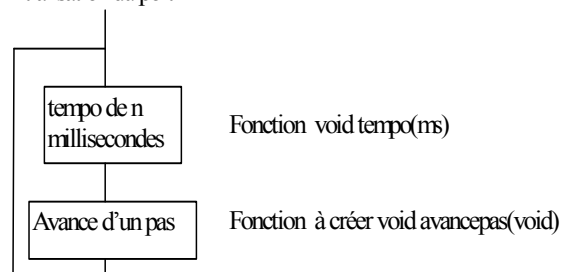 tempo de n
millisecondes
Fonction void tempo(ms)
Avance d'un pas
Fonction à créer void avancepas(void)